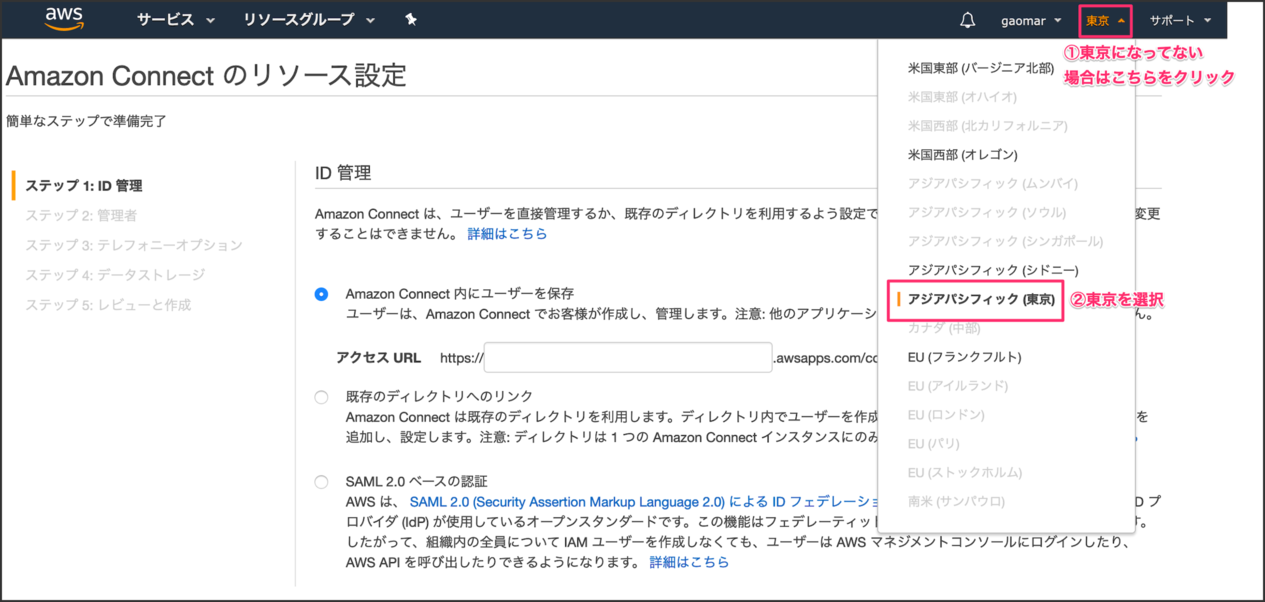 aws サービス リソースグループ gaomar 東京 サポート
①東京になってない
場合はこちらをクリック
Amazon Connect のリソース設定
簡単なステップで準備完了
ステップ 1: ID 管理
ステップ 2: 管理者
ステップ 3: テレフォニーオプション
ステップ 4: データストレージ
ステップ 5: レビューと作成
ID 管理
Amazon Connect は、ユーザーを直接管理するか、既存のディレクトリを利用するよう設定で
変更
することはできません。 詳細はこちら
Amazon Connect 内にユーザーを保存
ユーザーは、Amazon Connect でお客様が作成し、管理します。注意: 他のアプリケーシ
ん。
アクセス URL https:// .awsapps.com/cc
既存のディレクトリへのリンク
Amazon Connect は既存のディレクトリを利用します。ディレクトリ内でユーザーを作成
を
追加し、設定します。注意: ディレクトリは 1 つの Amazon Connect インスタンスにのみ
SAML 2.0 ベースの認証
AWS は、 SAML 2.0 (Security Assertion Markup Language 2.0) による ID フェデレーショ
D プ
ロバイダ (IdP) が使用しているオープンスタンダードです。この機能はフェデレーティッ
す。
したがって、組織内の全員について IAM ユーザーを作成しなくても、ユーザーは AWS マネジメントコンソールにログインしたり、
AWS API を呼び出したりできるようになります。 詳細はこちら
米国東部 (バージニア北部)
米国東部 (オハイオ)
米国西部 (北カリフォルニア)
米国西部 (オレゴン)
アジアパシフィック (ムンバイ)
アジアパシフィック (ソウル)
アジアパシフィック (シンガポール)
アジアパシフィック (シドニー)
アジアパシフィック (東京)
②東京を選択
カナダ (中部)
EU (フランクフルト)
EU (アイルランド)
EU (ロンドン)
EU (パリ)
EU (ストックホルム)
南米 (サンパウロ)